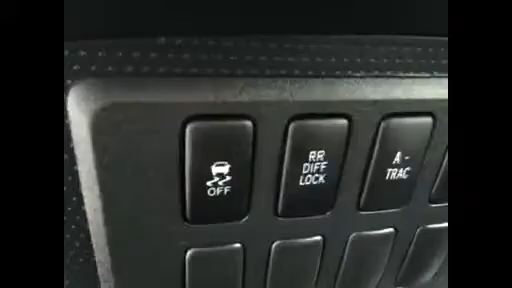 OFF
RR
DIFF
LOCK
A-
TRAC